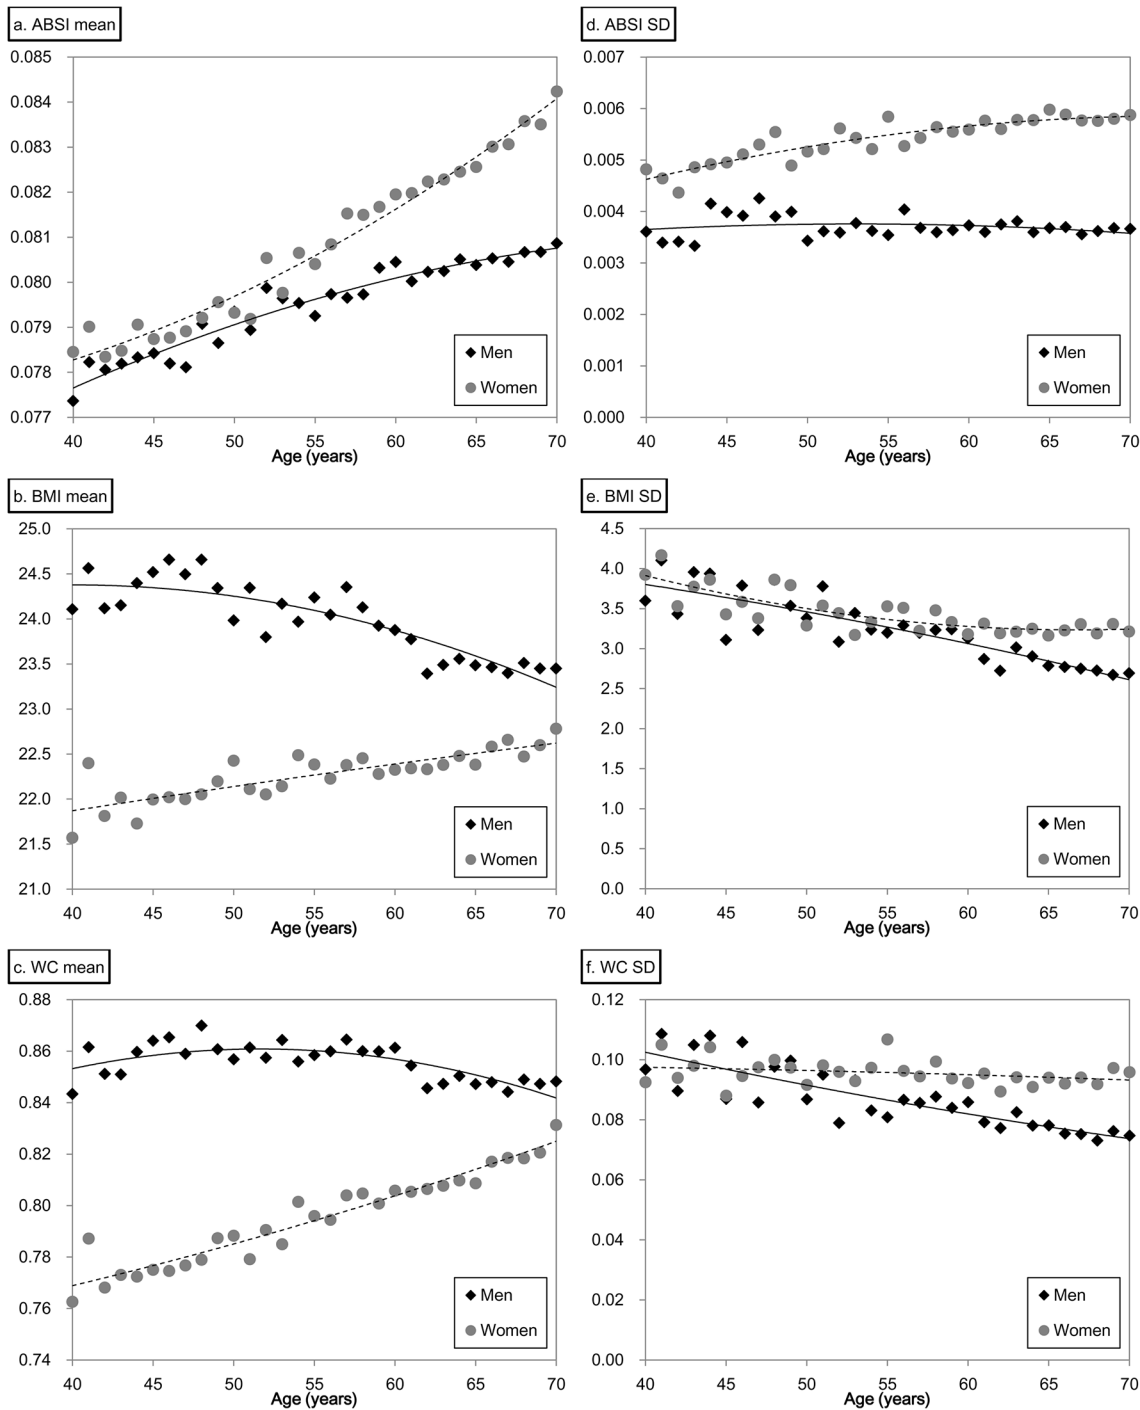 a. ABSI mean
0.085
0.084
0.083
0.082
0.081
0.080
0.079
0.078
0.077
40 45 50 55 60 65 70
Age (years)
Men
Women
d. ABSI SD
0.007
0.006
0.005
0.004
0.003
0.002
0.001
0.000
40 45 50 55 60 65 70
Age (years)
Men
Women
b. BMI mean
25.0
24.5
24.0
23.5
23.0
22.5
22.0
21.5
21.0
40 45 50 55 60 65 70
Age (years)
Men
Women
e. BMI SD
4.5
4.0
3.5
3.0
2.5
2.0
1.5
1.0
0.5
0.0
40 45 50 55 60 65 70
Age (years)
Men
Women
c. WC mean
0.88
0.86
0.84
0.82
0.80
0.78
0.76
0.74
40 45 50 55 60 65 70
Age (years)
Men
Women
f. WC SD
0.12
0.10
0.08
0.06
0.04
0.02
0.00
40 45 50 55 60 65 70
Age (years)
Men
Women